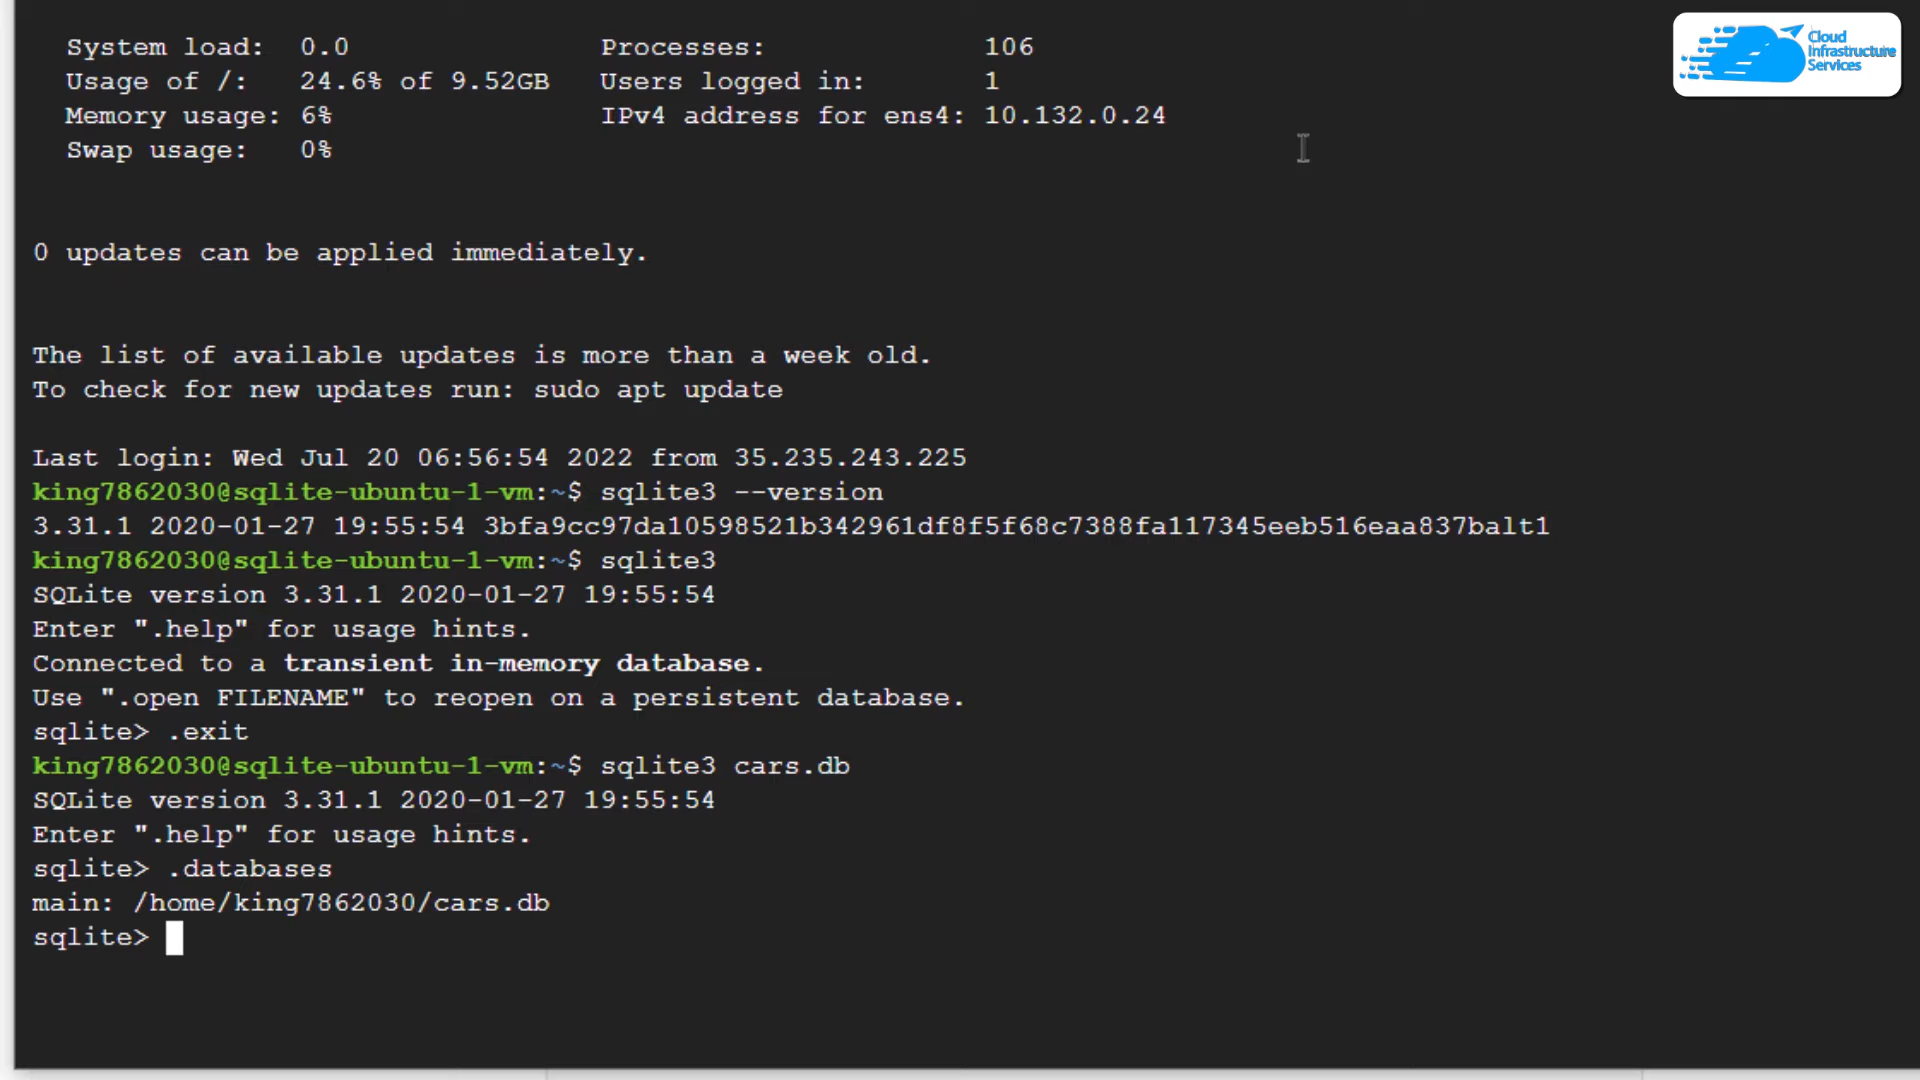 System load: 0.0 Processes: 106
Usage of /: 24.6% of 9.52GB Users logged in: 1
Memory usage: 6% IPv4 address for ens4: 10.132.0.24
Swap usage: 0%
Cloud
Infrastructure
Services
0 updates can be applied immediately.
The list of available updates is more than a week old.
To check for new updates run: sudo apt update
Last login: Wed Jul 20 06:56:54 2022 from 35.235.243.225
king7862030@sqlite-ubuntu-1-vm:~$ sqlite3 --version
3.31.1 2020-01-27 19:55:54 3bfa9cc97da10598521b342961df8f5f68c7388fa117345eeb516eaa837balt1
king7862030@sqlite-ubuntu-1-vm:~$ sqlite3
SQLite version 3.31.1 2020-01-27 19:55:54
Enter ".help" for usage hints.
Connected to a transient in-memory database.
Use ".open FILENAME" to reopen on a persistent database.
sqlite> .exit
king7862030@sqlite-ubuntu-1-vm:~$ sqlite3 cars.db
SQLite version 3.31.1 2020-01-27 19:55:54
Enter ".help" for usage hints.
sqlite> .databases
main: /home/king7862030/cars.db
sqlite>